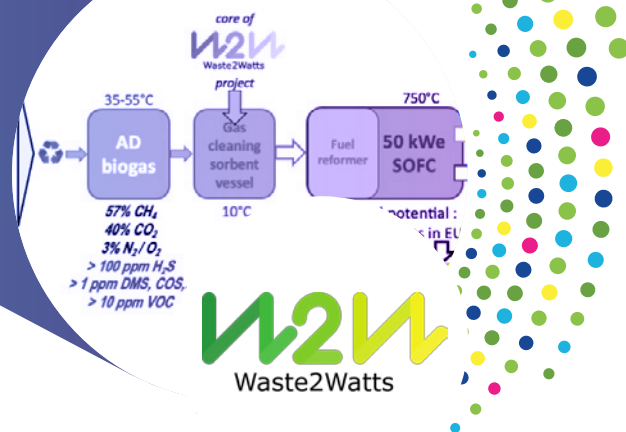 core of
W2W
Waste2Watts
project
35-55°C
750°C
AD
biogas
Gas
cleaning
sorbent
vessel
Fuel
reformer
50 kWe
SOFC
10°C
57% CH₄
40% CO₂
3% N₂/ O₂
> 100 ppm H₂S
> 1 ppm DMS, COS,
> 10 ppm VOC
potential :
in EU
W2W
Waste2Watts